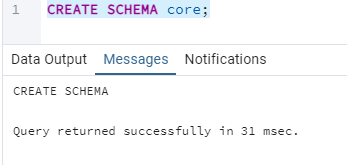 1 CREATE SCHEMA core;
Data Output Messages Notifications
CREATE SCHEMA
Query returned successfully in 31 msec.